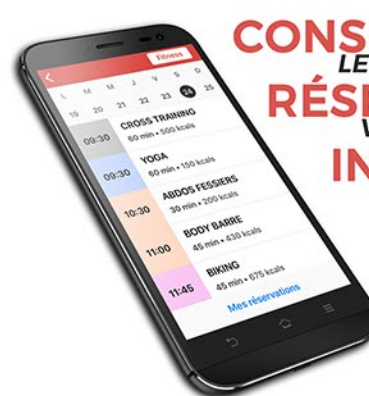 Fitness
L M M J V S D
19 20 21 22 23 24 25
09:30 CROSS TRAINING
60 min • 500 kcals
09:30 YOGA
60 min • 150 kcals
10:30 ABDOS FESSIERS
30 min • 200 kcals
11:00 BODY BARRE
45 min • 430 kcals
11:45 BIKING
45 min • 675 kcals
Mes réservations
CONS
LE
RÉSE
V
IN